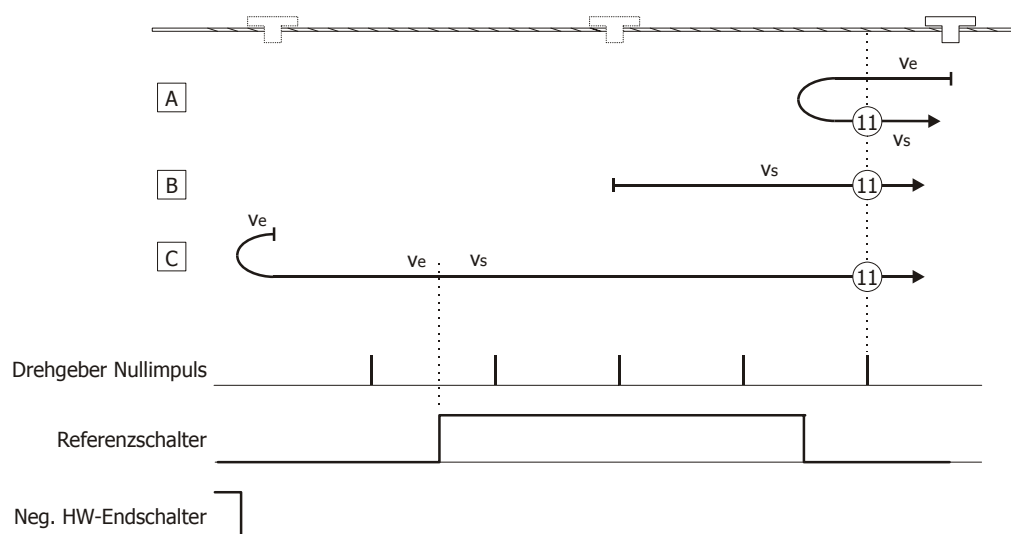 ve
A
11
vs
B
vs
11
ve
C
ve
vs
11
Drehgeber Nullimpuls
Referenzschalter
Neg. HW-Endschalter